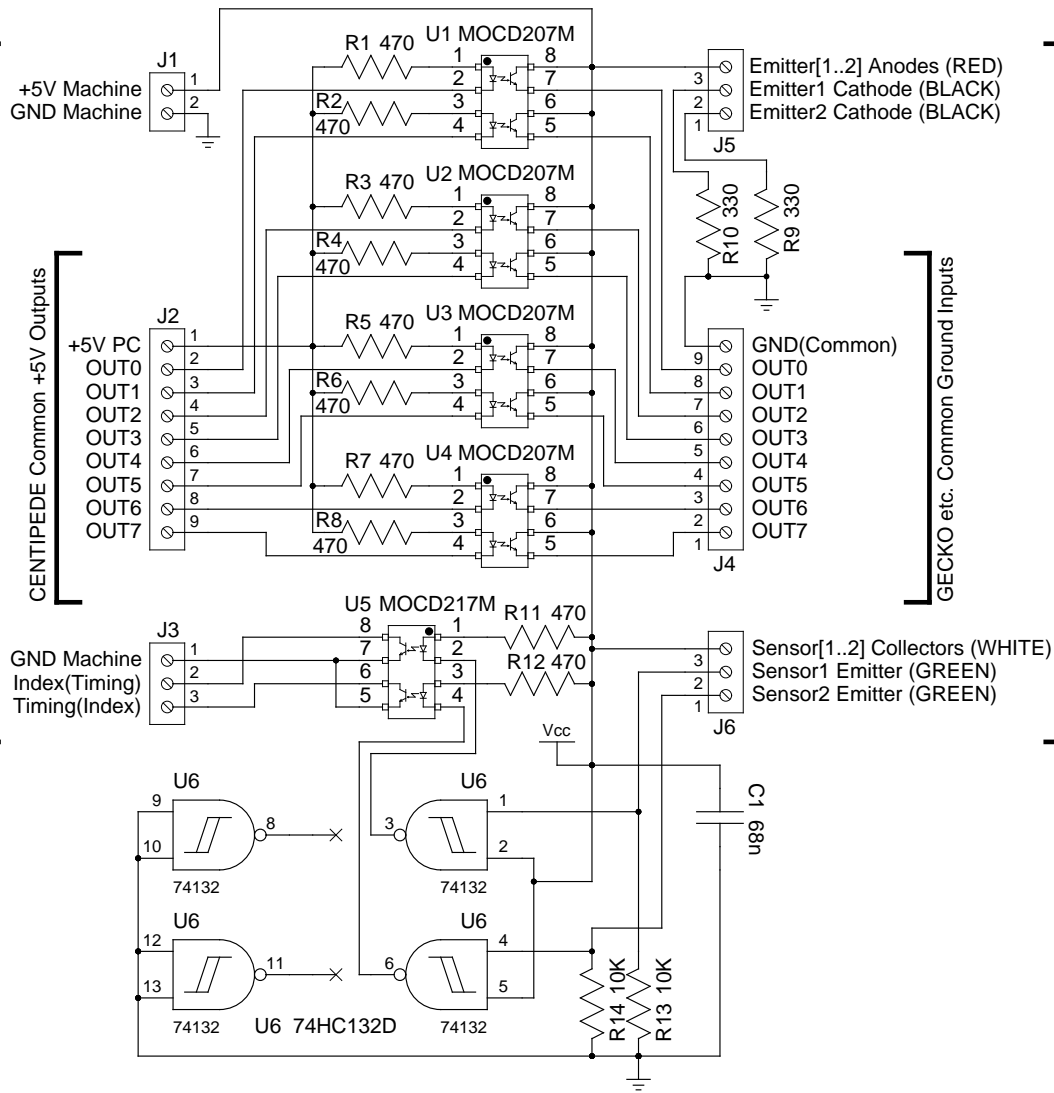 U1 MOCD207M
R1 470
1
8
2
7
R2
470
3
6
4
5
J1
+5V Machine
1
GND Machine
2
Emitter[1..2] Anodes (RED)
3
Emitter1 Cathode (BLACK)
2
Emitter2 Cathode (BLACK)
1
J5
U2 MOCD207M
R3 470
1
8
2
7
R4
470
3
6
4
5
R10 330
R9 330
CENTIPEDE Common +5V Outputs
J2
+5V PC
1
OUT0
2
OUT1
3
OUT2
4
OUT3
5
OUT4
6
OUT5
7
OUT6
8
OUT7
9
U3 MOCD207M
R5 470
1
8
2
7
R6
470
3
6
4
5
U4 MOCD207M
R7 470
1
8
2
7
R8
470
3
6
4
5
GND(Common)
9
OUT0
8
OUT1
7
OUT2
6
OUT3
5
OUT4
4
OUT5
3
OUT6
2
OUT7
1
J4
GECKO etc. Common Ground Inputs
U5 MOCD217M
8
1
7
2
6
3
5
4
R11 470
R12 470
J3
GND Machine
1
Index(Timing)
2
Timing(Index)
3
Sensor[1..2] Collectors (WHITE)
3
Sensor1 Emitter (GREEN)
2
Sensor2 Emitter (GREEN)
1
J6
Vcc
C1 68n
U6
9
10
8
74132
U6
1
2
3
74132
U6
12
13
11
74132
U6
4
5
6
74132
U6 74HC132D
R14 10K
R13 10K